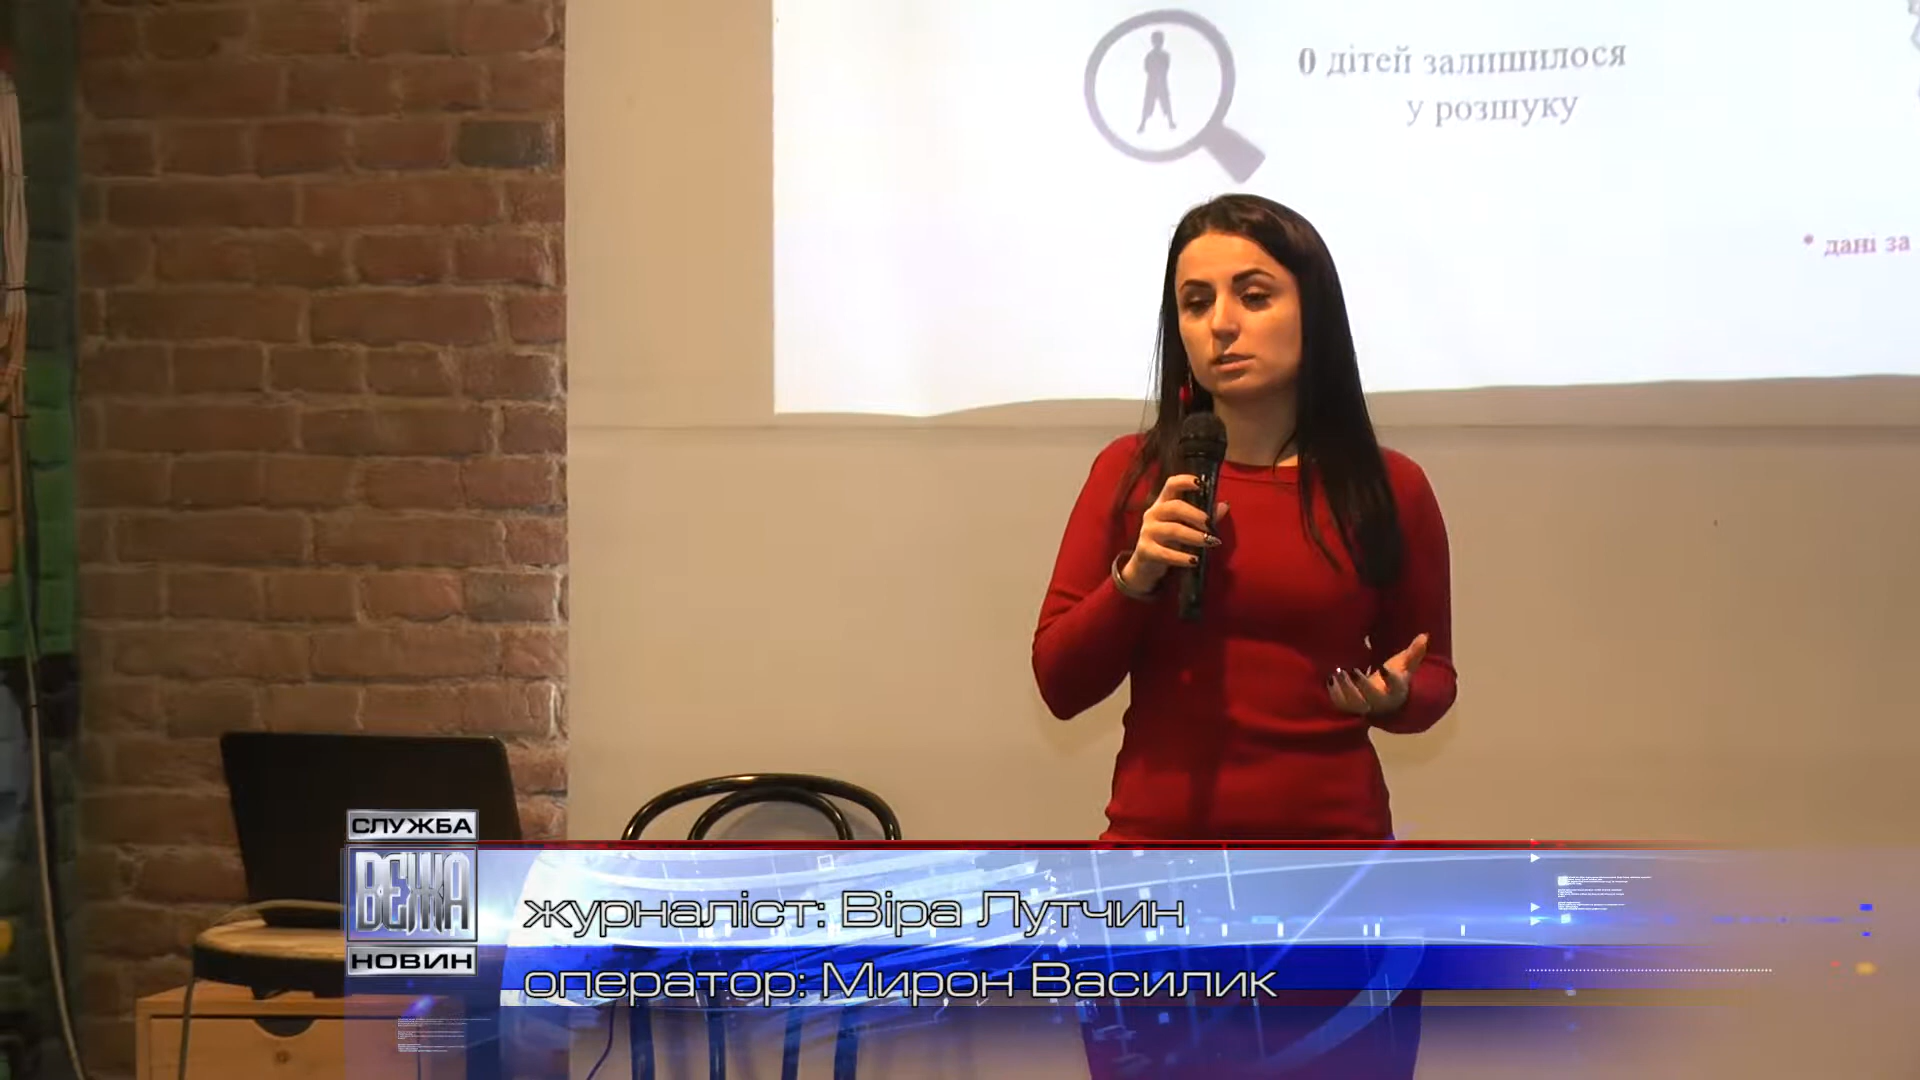 0 дітей залишилося
у розшуку
* дані за
СЛУЖБА
ВЕЖА
НОВИН
журналіст: Віра Лутчин
оператор: Мирон Василик